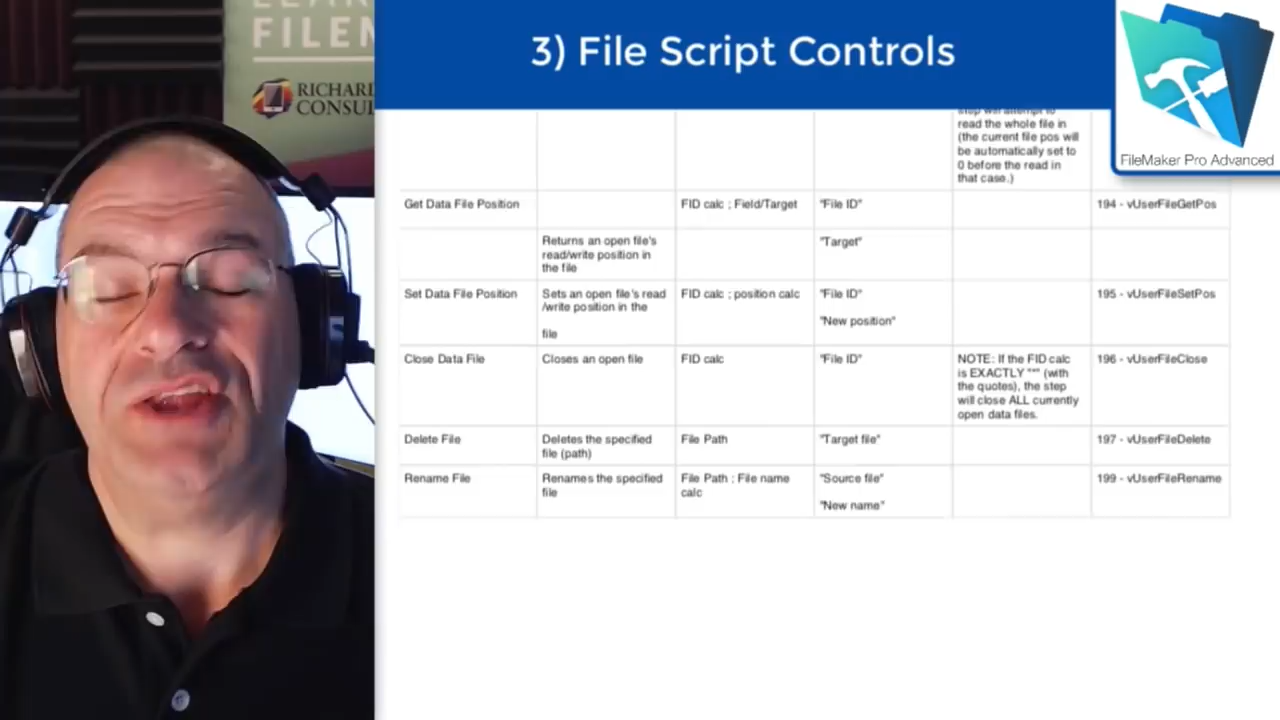 LEARN
FILEM
RICHARD
CONSUL
3) File Script Controls
FileMaker Pro Advanced
step will attempt to
read the whole file in
(the current file pos will
be automatically set to
0 before the read in
that case.)
Get Data File Position
FID calc ; Field/Target
"File ID"
194 - vUserFileGetPos
Returns an open file's
read/write position in
the file
"Target"
Set Data File Position
Sets an open file's read
/write position in the
file
FID calc ; position calc
"File ID"
"New position"
195 - vUserFileSetPos
Close Data File
Closes an open file
FID calc
"File ID"
NOTE: If the FID calc
is EXACTLY "*" (with
the quotes), the step
will close ALL currently
open data files.
196 - vUserFileClose
Delete File
Deletes the specified
file (path)
File Path
"Target file"
197 - vUserFileDelete
Rename File
Renames the specified
file
File Path ; File name
calc
"Source file"
"New name"
199 - vUserFileRename